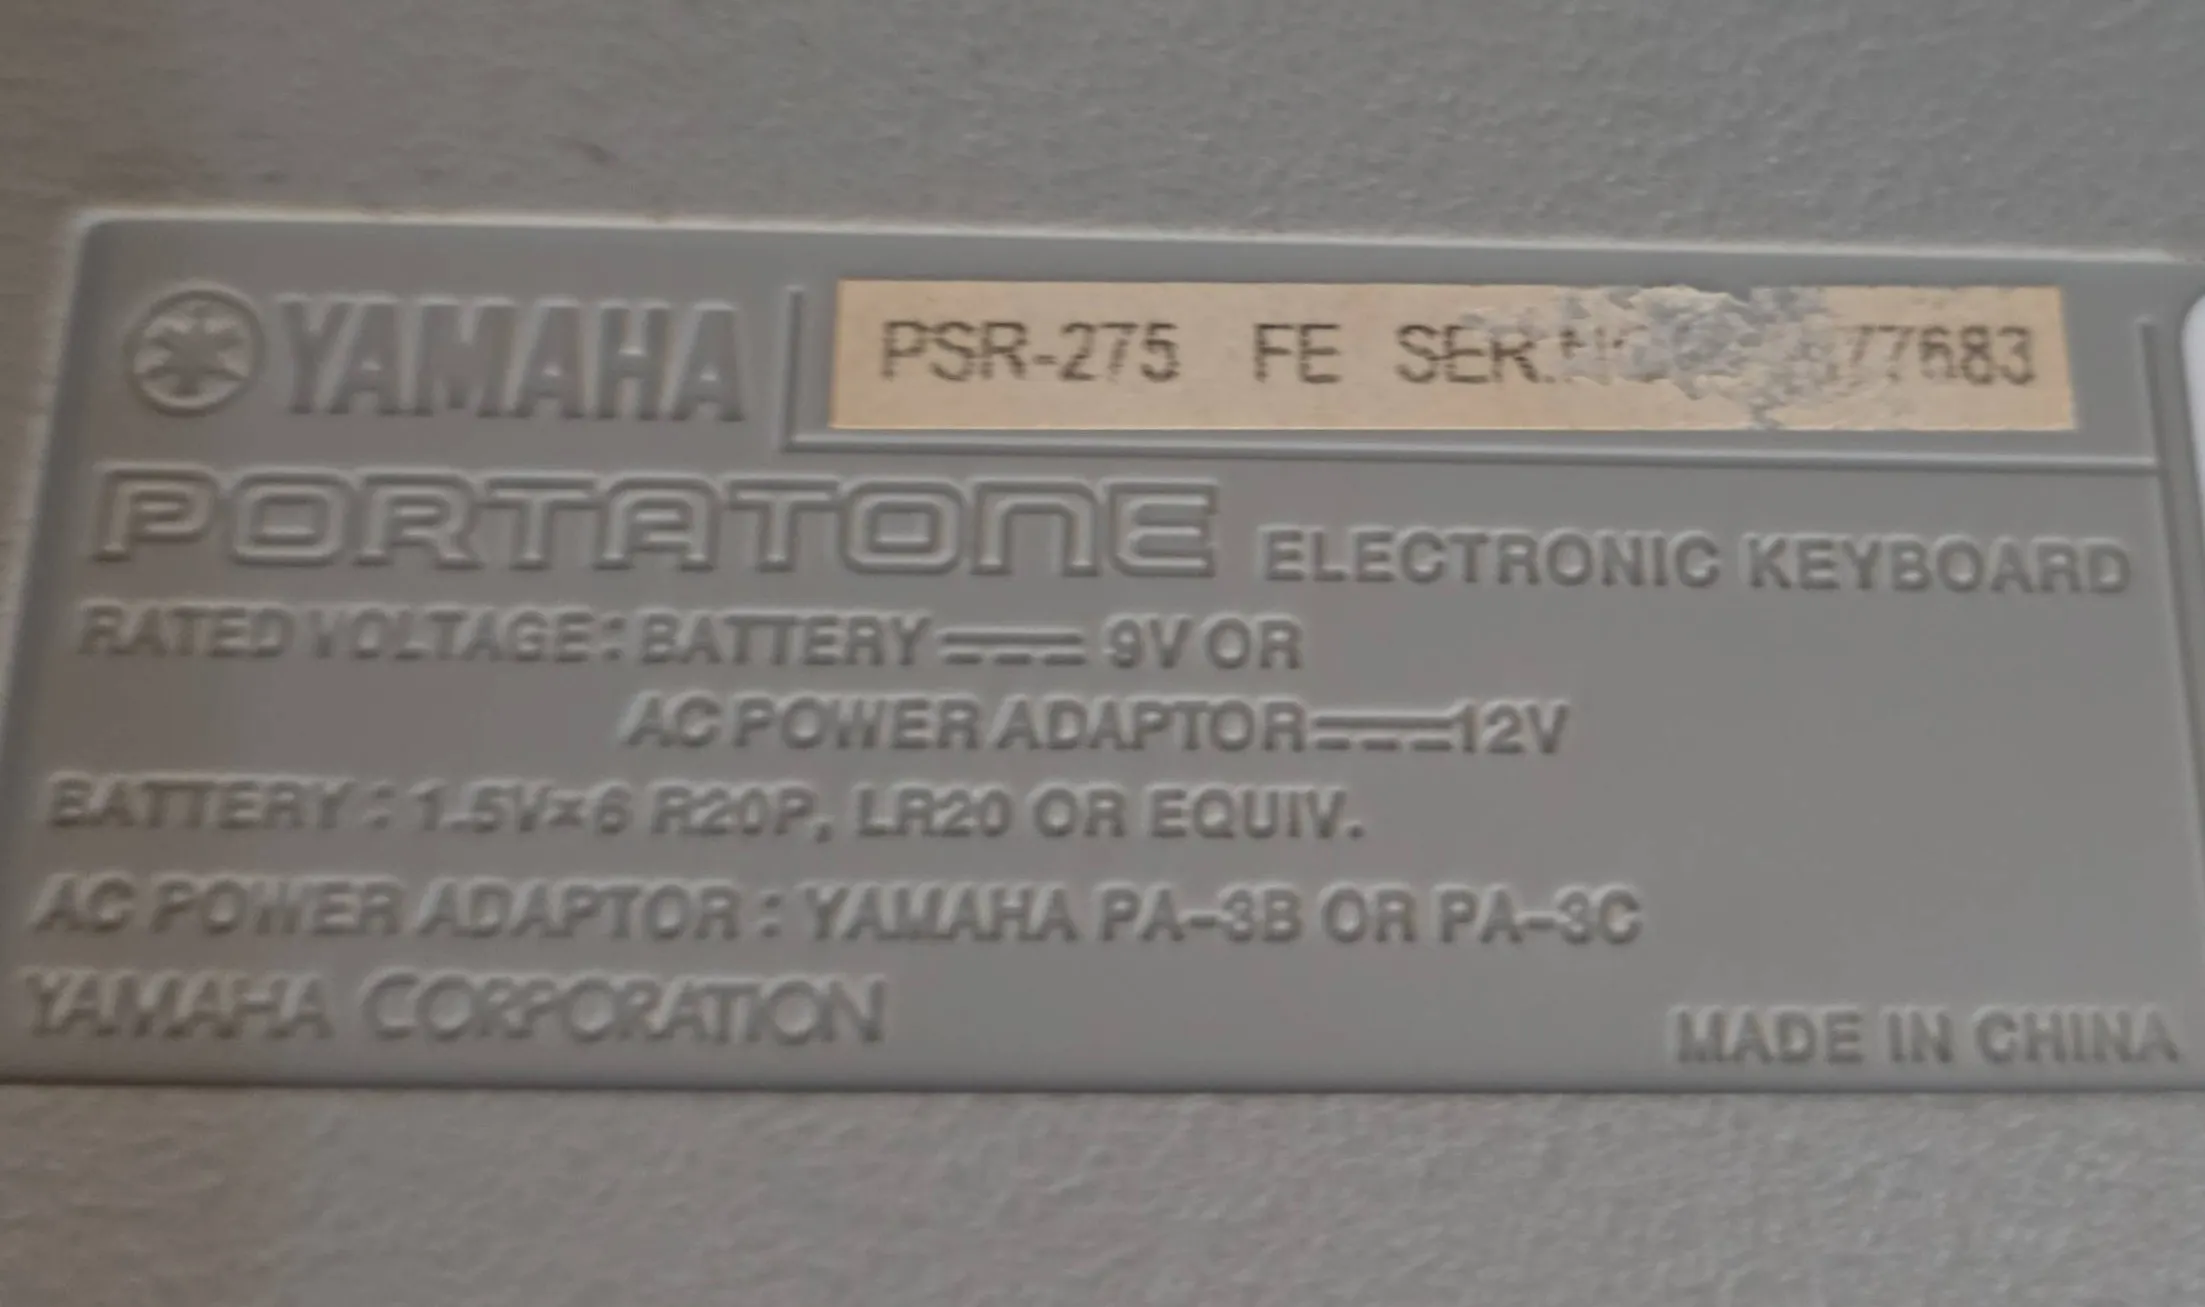 YAMAHA PSR-275 FE SER.NO 77683
PORTATONE ELECTRONIC KEYBOARD
RATED VOLTAGE: BATTERY 9V OR
AC POWER ADAPTOR 12V
BATTERY : 1.5V×6 R20P, LR20 OR EQUIV.
AC POWER ADAPTOR : YAMAHA PA-3B OR PA-3C
YAMAHA CORPORATION
MADE IN CHINA